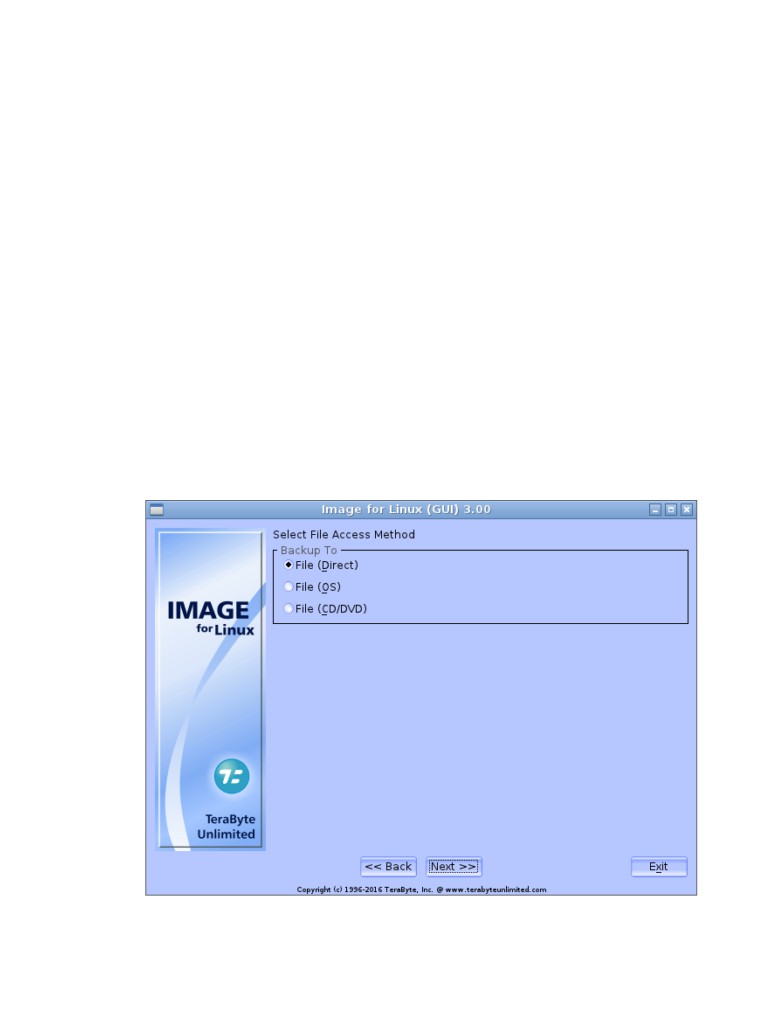 Image for Linux (GUI) 3.00
Select File Access Method
Backup To
File (Direct)
File (OS)
File (CD/DVD)
IMAGE
for Linux
TeraByte
Unlimited
<< Back
Next >>
Exit
Copyright (c) 1996-2016 TeraByte, Inc. @ www.terabyteunlimited.com